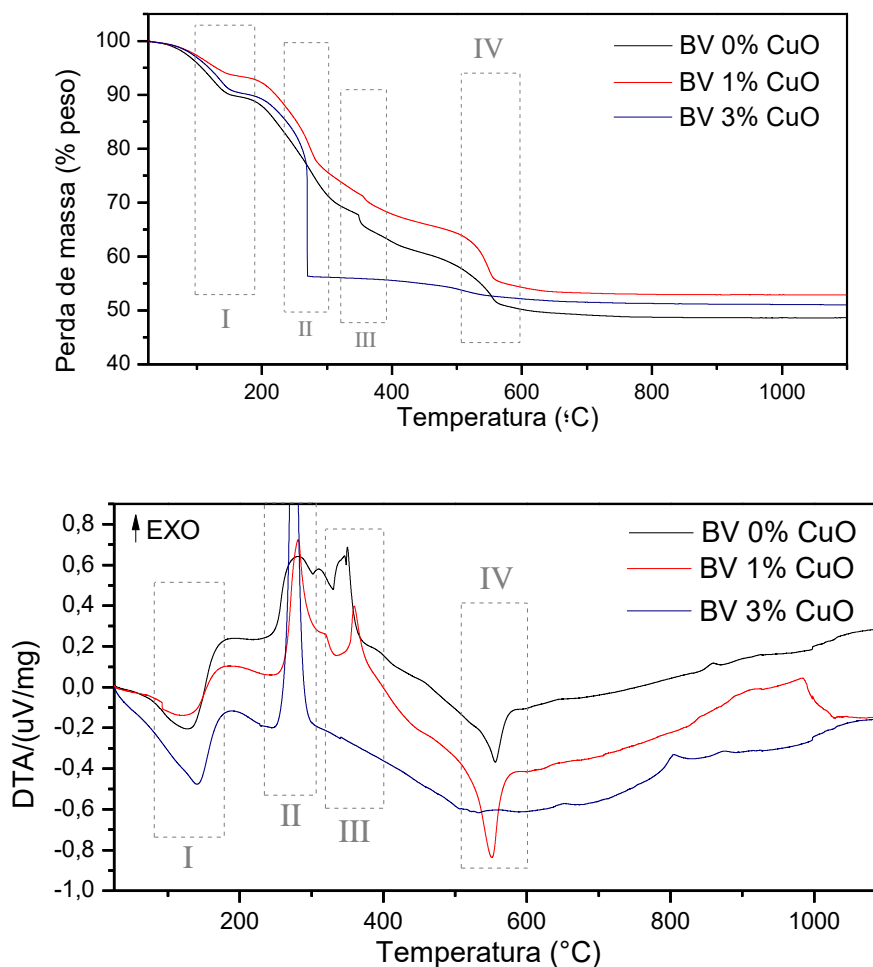 100
90
80
70
60
50
40
Perda de massa (% peso)
I
II
III
IV
BV 0% CuO
BV 1% CuO
BV 3% CuO
200 400 600 800 1000
Temperatura (؛C)
0,8
0,6
0,4
0,2
0,0
-0,2
-0,4
-0,6
-0,8
-1,0
DTA/(uV/mg)
EXO
I
II
III
IV
BV 0% CuO
BV 1% CuO
BV 3% CuO
200 400 600 800 1000
Temperatura (°C)